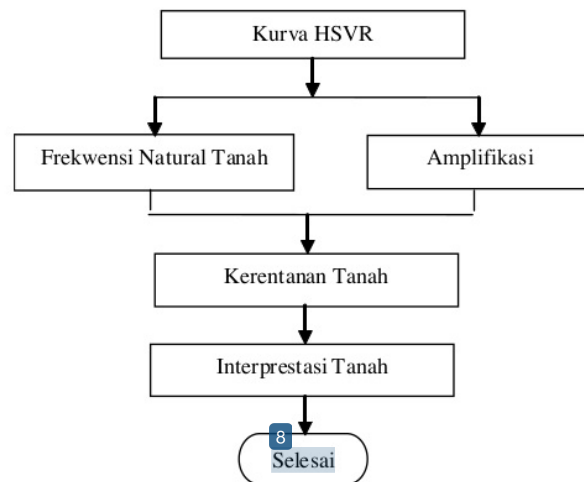 Kurva HSVR
Frekwensi Natural Tanah
Amplifikasi
Kerentanan Tanah
Interprestasi Tanah
8
Selesai